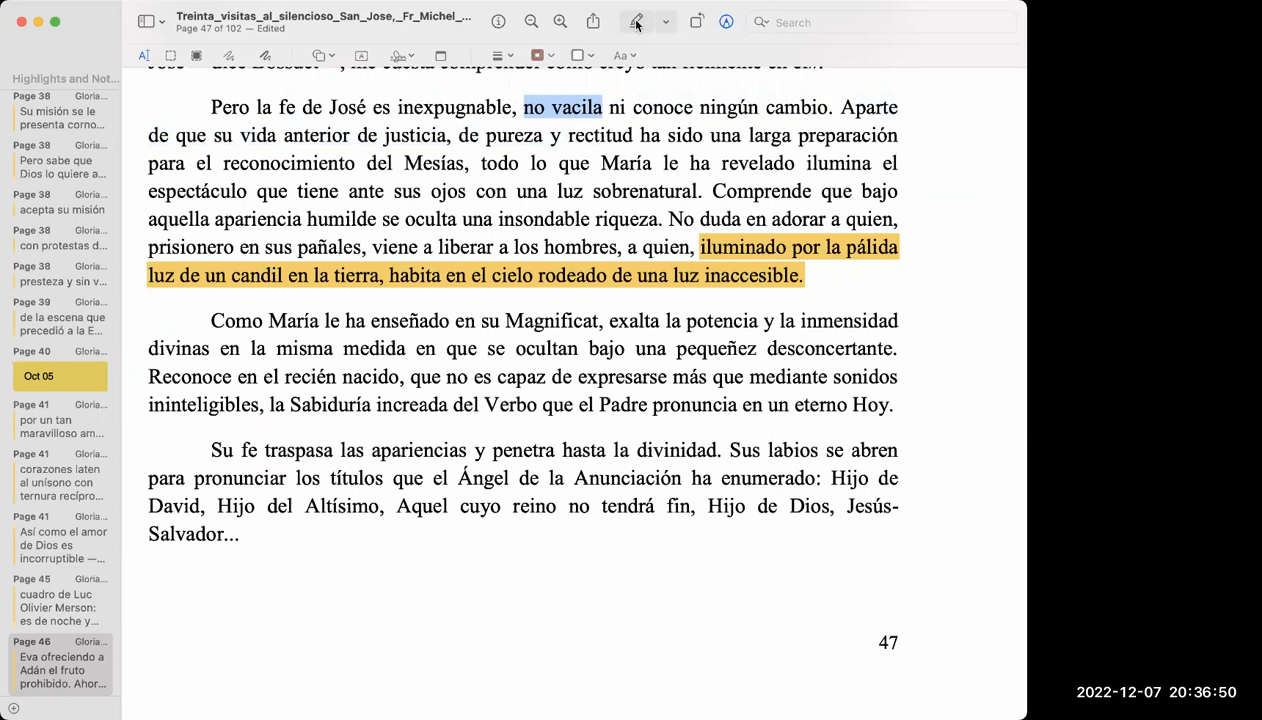 Treinta_visitas_al_silencioso_San_Jose,_Fr_Michel_...
Page 47 of 102 — Edited
Search
Aa
Highlights and Not...
Page 38 Gloria...
Su misión se le
presenta como...
Page 38 Gloria...
Pero sabe que
Dios lo quiere a...
Page 38 Gloria...
acepta su misión
Page 38 Gloria...
con protestas d...
Page 38 Gloria...
presteza y sin v...
Page 39 Gloria...
de la escena que
precedió a la E...
Page 40 Gloria...
Oct 05
Page 41 Gloria...
por un tan
maravilloso am...
Page 41 Gloria...
corazones laten
al unísono con
ternura recípro...
Page 41 Gloria...
Así como el amor
de Dios es
incorruptible —...
Page 45 Gloria...
cuadro de Luc
Olivier Merson:
es de noche y...
Page 46 Gloria...
Eva ofreciendo a
Adán el fruto
prohibido. Ahor...
Pero la fe de José es inexpugnable, no vacila ni conoce ningún cambio. Aparte
de que su vida anterior de justicia, de pureza y rectitud ha sido una larga preparación
para el reconocimiento del Mesías, todo lo que María le ha revelado ilumina el
espectáculo que tiene ante sus ojos con una luz sobrenatural. Comprende que bajo
aquella apariencia humilde se oculta una insondable riqueza. No duda en adorar a quien,
prisionero en sus pañales, viene a liberar a los hombres, a quien, iluminado por la pálida
luz de un candil en la tierra, habita en el cielo rodeado de una luz inaccesible.
Como María le ha enseñado en su Magnificat, exalta la potencia y la inmensidad
divinas en la misma medida en que se ocultan bajo una pequeñez desconcertante.
Reconoce en el recién nacido, que no es capaz de expresarse más que mediante sonidos
ininteligibles, la Sabiduría increada del Verbo que el Padre pronuncia en un eterno Hoy.
Su fe traspasa las apariencias y penetra hasta la divinidad. Sus labios se abren
para pronunciar los títulos que el Ángel de la Anunciación ha enumerado: Hijo de
David, Hijo del Altísimo, Aquel cuyo reino no tendrá fin, Hijo de Dios, Jesús-
Salvador...
47
2022-12-07 20:36:50